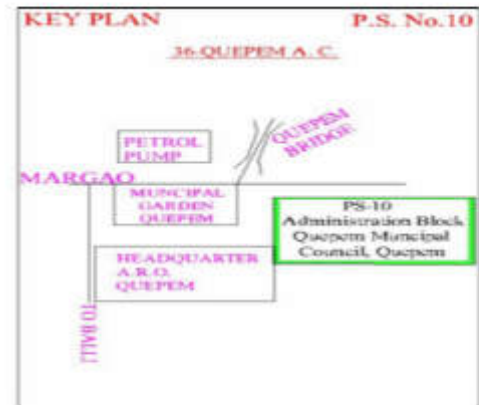 KEY PLAN
P.S. No.10
36-QUEPEM A. C.
PETROL
PUMP
QUEPEM
BRIDGE
MARGAO
MUNCIPAL
GARDEN
QUEPEM
PS-10
Administration Block
Quepem Muncipal
Council, Quepem
HEADQUARTER
A.R.O.
QUEPEM
TO BALLI